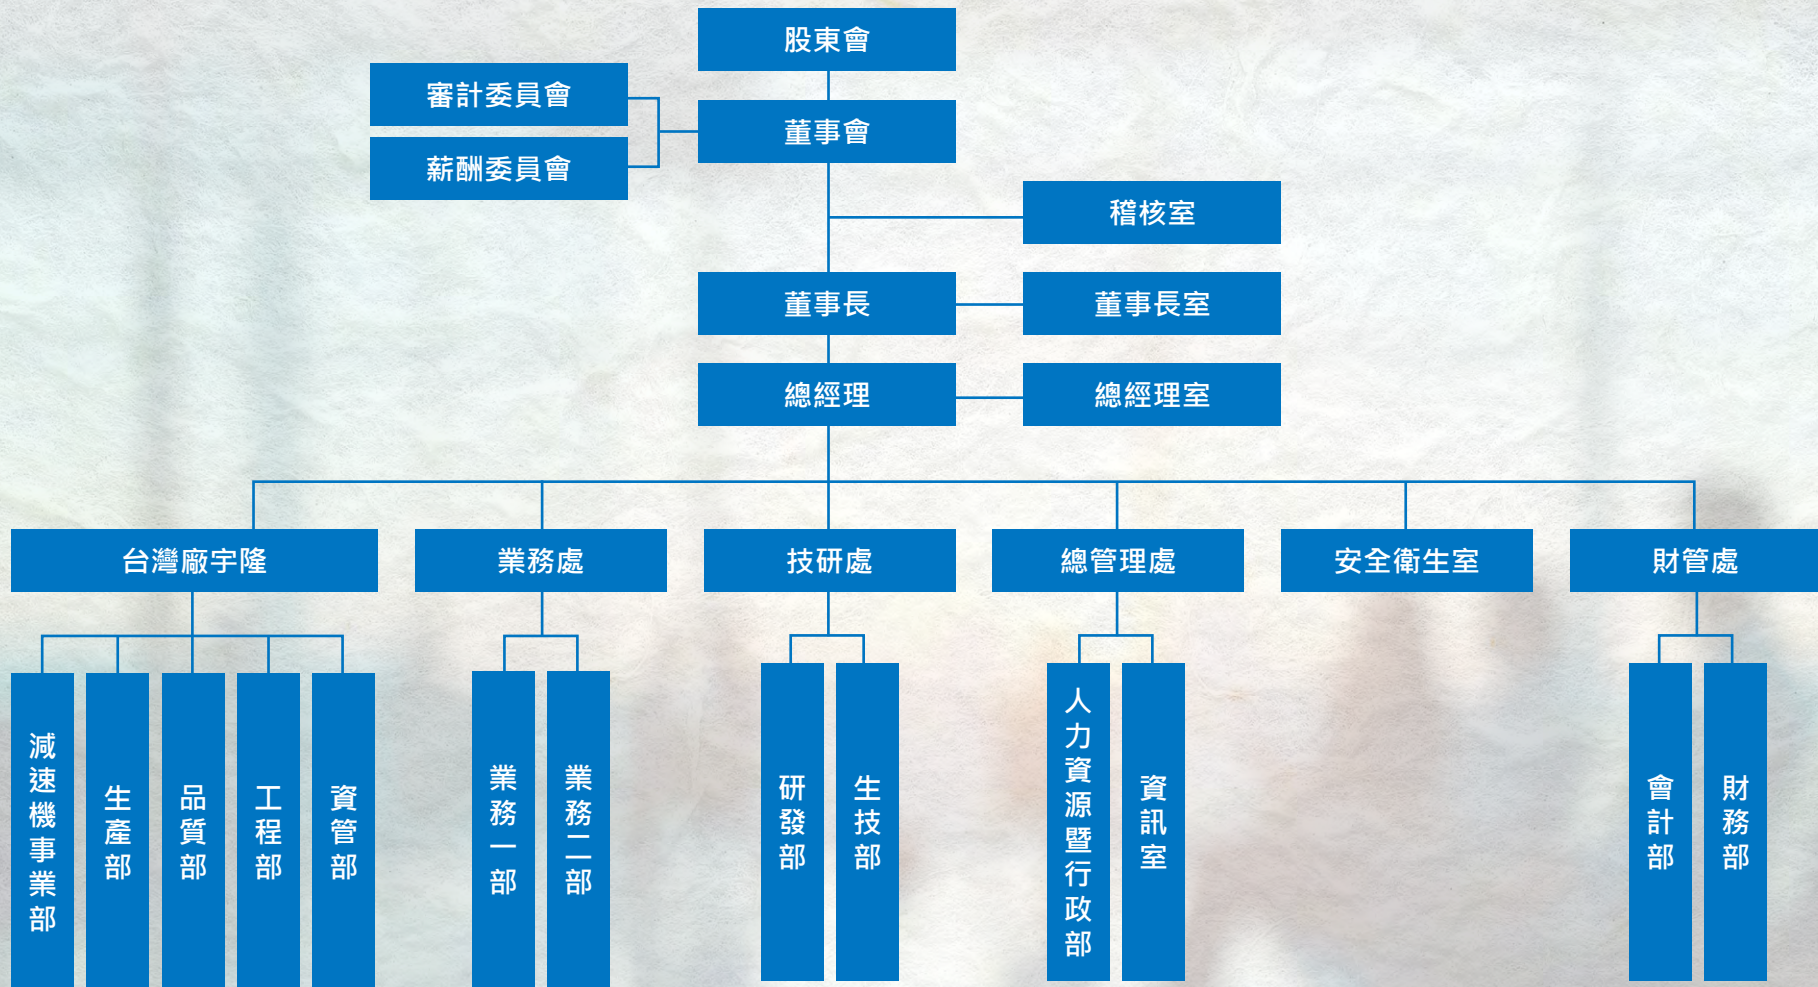 股東會
審計委員會
董事會
薪酬委員會
稽核室
董事長
董事長室
總經理
總經理室
台灣廠宇隆
業務處
技研處
總管理處
安全衛生室
財管處
減速機事業部
生產部
品質部
工程部
資管部
業務一部
業務二部
研發部
生技部
人力資源暨行政部
資訊室
會計部
財務部